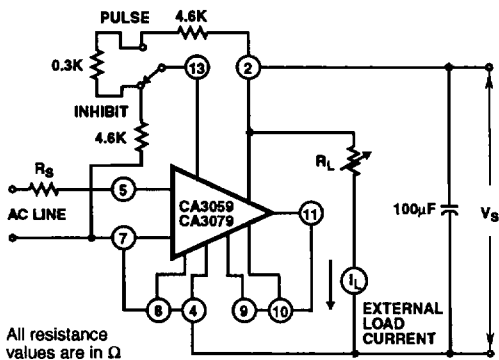 PULSE
4.6K
0.3K
13
2
INHIBIT
4.6K
R_S
R_L
5
CA3059
CA3079
11
100μF
V_S
AC LINE
7
I_L
8
4
9
10
EXTERNAL
LOAD
CURRENT
All resistance
values are in Ω